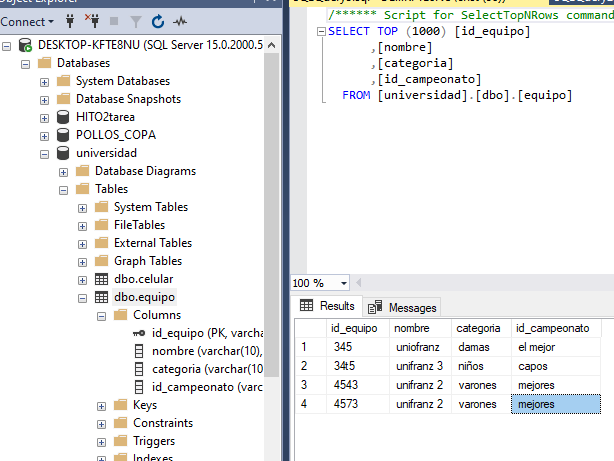 Connect
DESKTOP-KFTE8NU (SQL Server 15.0.2000.5
Databases
System Databases
Database Snapshots
HITO2tarea
POLLOS_COPA
universidad
Database Diagrams
Tables
System Tables
FileTables
External Tables
Graph Tables
dbo.celular
dbo.equipo
Columns
id_equipo (PK, varcha
nombre (varchar(10),
categoria (varchar(10
id_campeonato (varc
Keys
Constraints
Triggers
Indexes
/****** Script for SelectTopNRows command
SELECT TOP (1000) [id_equipo]
,[nombre]
,[categoria]
,[id_campeonato]
FROM [universidad].[dbo].[equipo]
100 %
Results Messages
id_equipo nombre categoria id_campeonato
1 345 uniofranz damas el mejor
2 34t5 unifranz 3 niños capos
3 4543 unifranz 2 varones mejores
4 4573 unifranz 2 varones mejores